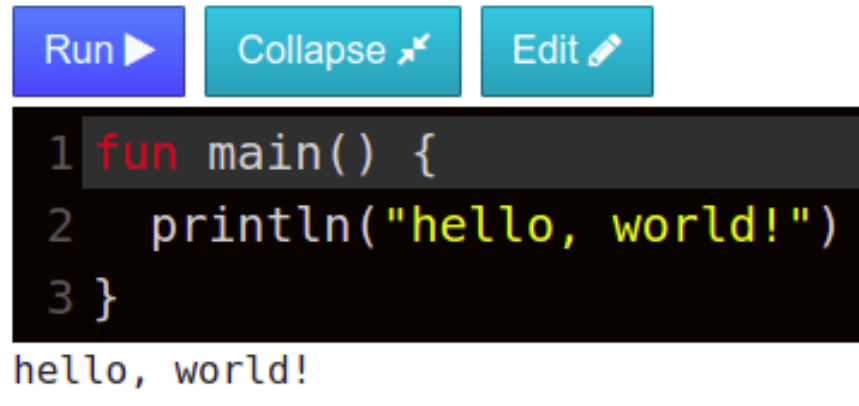 Run Collapse Edit
1 fun main() {
2   println("hello, world!")
3 }
hello, world!